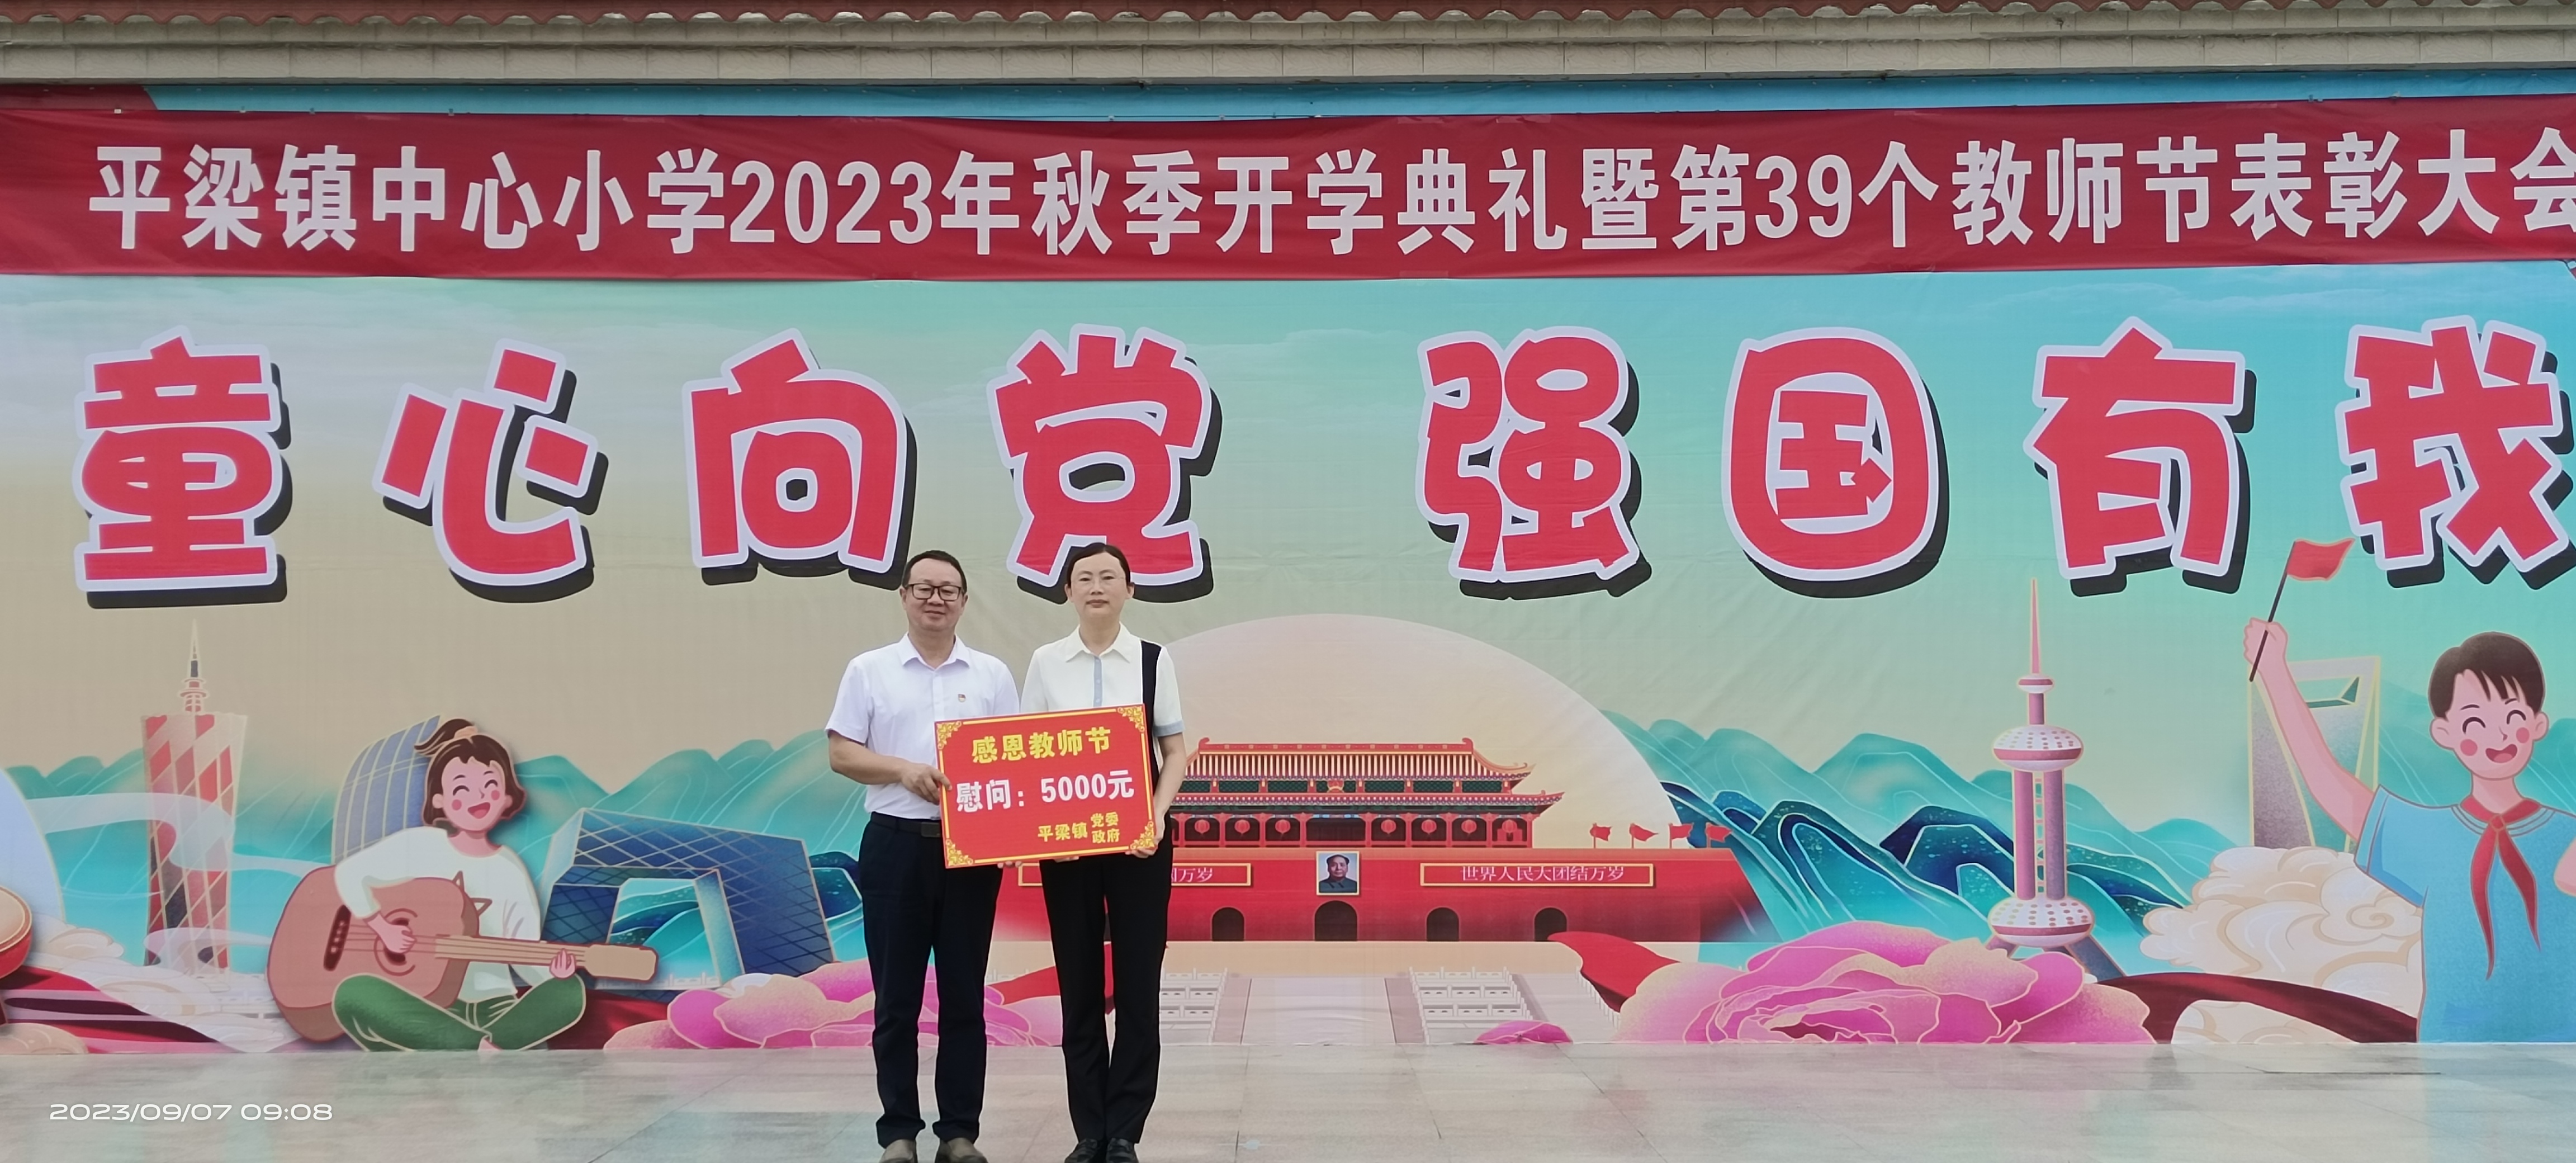 平梁镇中心小学2023年秋季开学典礼暨第39个教师节表彰大会
童心向党 强国有我
感恩教师节
慰问：5000元
平梁镇 党委
政府
国万岁
世界人民大团结万岁
2023/09/07 09:08